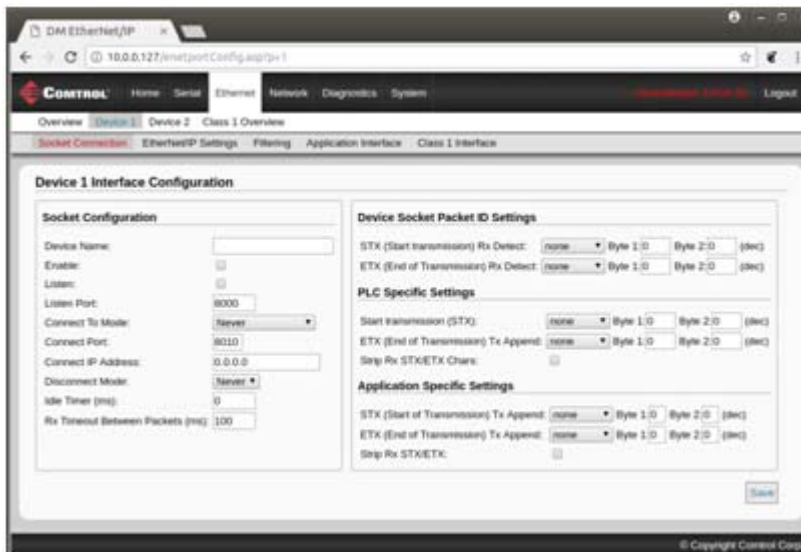 DM EtherNet/IP
10.0.0.127/enetportConfig.asp?p=1
COMTROL Home Serial Ethernet Network Diagnostics System Logout
Overview Device 1 Device 2 Class 1 Overview
Socket Connection EtherNet/IP Settings Filtering Application Interface Class 1 Interface
Device 1 Interface Configuration
Socket Configuration
Device Name:
Enable:
Listen:
Listen Port: 8000
Connect To Mode: Never
Connect Port: 8010
Connect IP Address: 0.0.0.0
Disconnect Mode: Never
Idle Timer (ms): 0
Rx Timeout Between Packets (ms): 100
Device Socket Packet ID Settings
STX (Start transmission) Rx Detect: none Byte 1: 0 Byte 2: 0 (dec)
ETX (End of Transmission) Rx Detect: none Byte 1: 0 Byte 2: 0 (dec)
PLC Specific Settings
Start transmission (STX): none Byte 1: 0 Byte 2: 0 (dec)
ETX (End of Transmission) Tx Append: none Byte 1: 0 Byte 2: 0 (dec)
Strip Rx STX/ETX Chars:
Application Specific Settings
STX (Start of Transmission) Tx Append: none Byte 1: 0 Byte 2: 0 (dec)
ETX (End of Transmission) Tx Append: none Byte 1: 0 Byte 2: 0 (dec)
Strip Rx STX/ETX:
Save
© Copyright Comtrol Corp